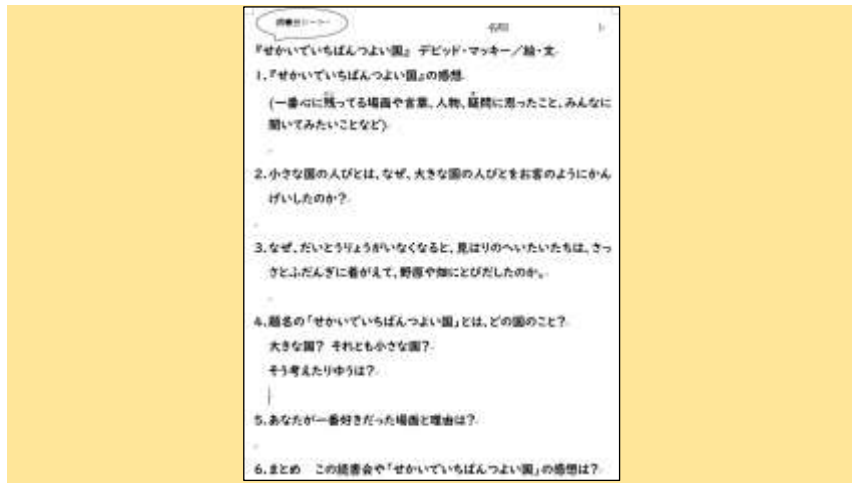 読書会シート
名前
『せかいでいちばんつよい国』 デビッド・マッキー／絵・文
1.『せかいでいちばんつよい国』の感想
(一番心に残ってる場面や言葉、人物、疑問に思ったこと、みんなに
聞いてみたいことなど)
2.小さな国の人びとは、なぜ、大きな国の人びとをお客のようにかん
げいしたのか?
3.なぜ、だいとうりょうがいなくなると、見はりのへいたいたちは、さっ
さとふだんぎに着がえて、野原や畑にとびだしたのか。
4.題名の「せかいでいちばんつよい国」とは、どの国のこと?
大きな国? それとも小さな国?
そう考えたりゆうは?
5.あなたが一番好きだった場面と理由は?
6.まとめ この読書会や「せかいでいちばんつよい国」の感想は?